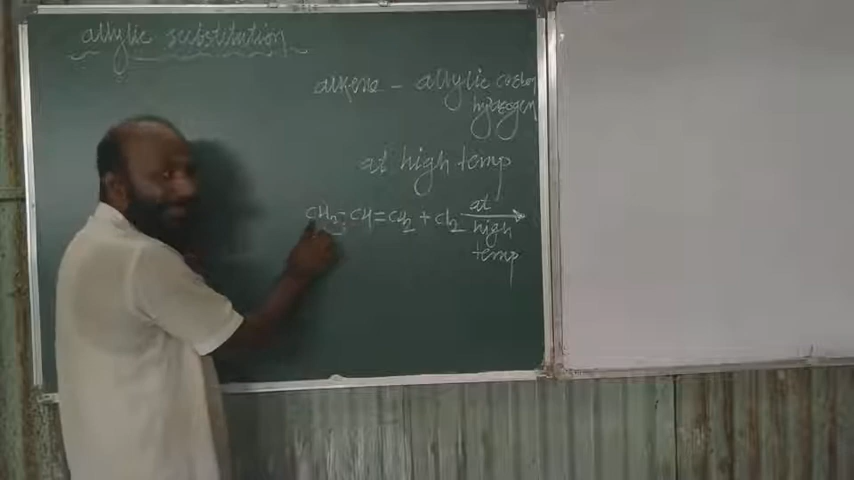 allylic substitution
alkene - allylic carbon
hydrogen
at high temp
CH3-CH=CH2 + Cl2 at
high
temp